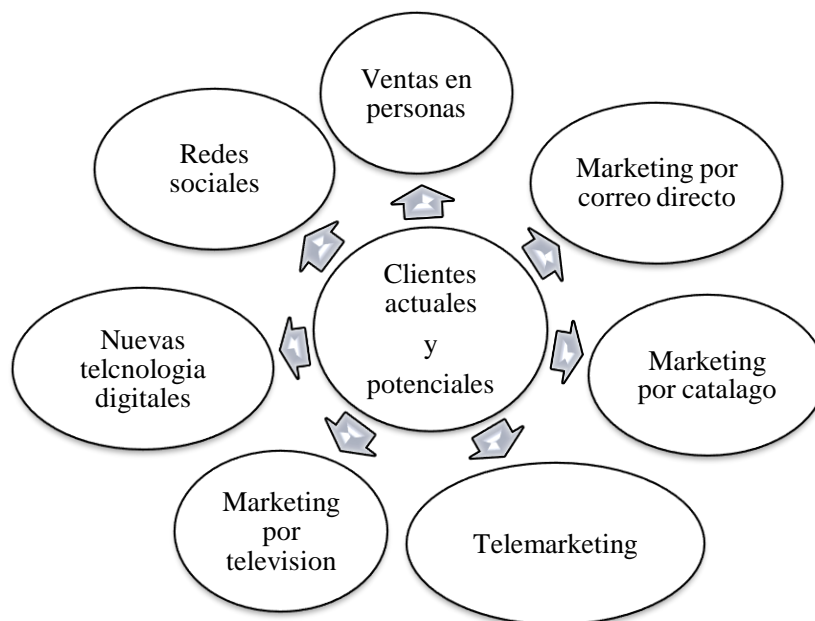 Ventas en
personas
Marketing por
correo directo
Marketing
por catalago
Telemarketing
Marketing
por
television
Nuevas
telcnologia
digitales
Redes
sociales
Clientes
actuales
y
potenciales